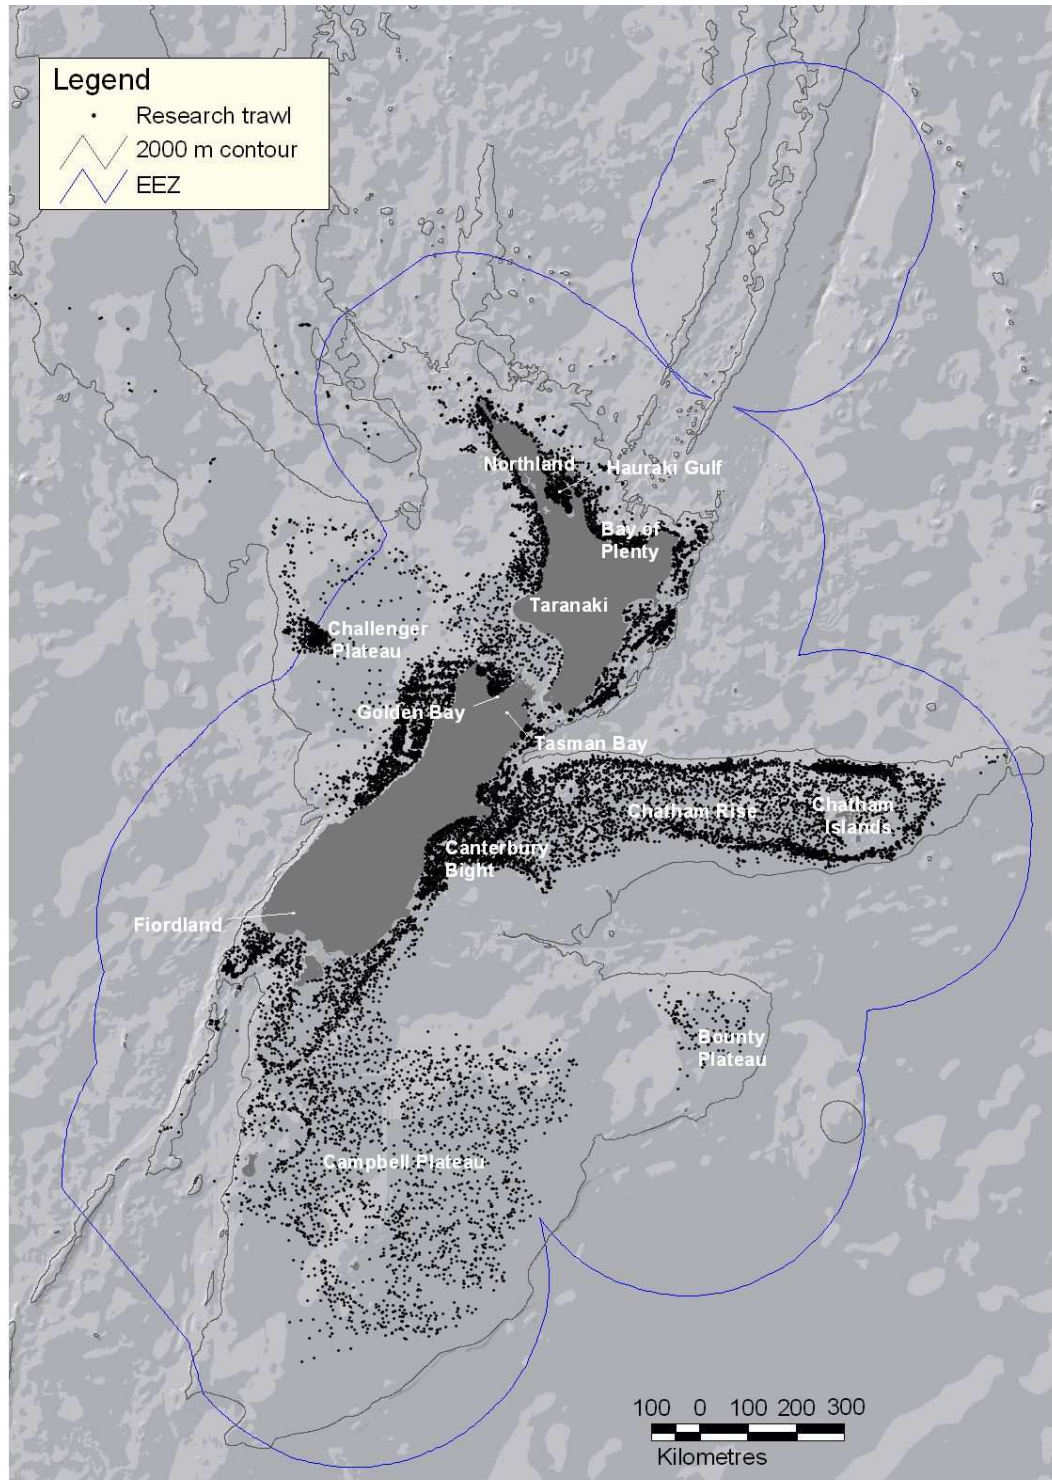 Legend
Research trawl
2000 m contour
EEZ
Northland
Hauraki Gulf
Bay of
Plenty
Taranaki
Challenger
Plateau
Golden Bay
Tasman Bay
Chatham Rise
Chatham
Islands
Canterbury
Bight
Fiordland
Bounty
Plateau
Campbell Plateau
100 0 100 200 300
Kilometres